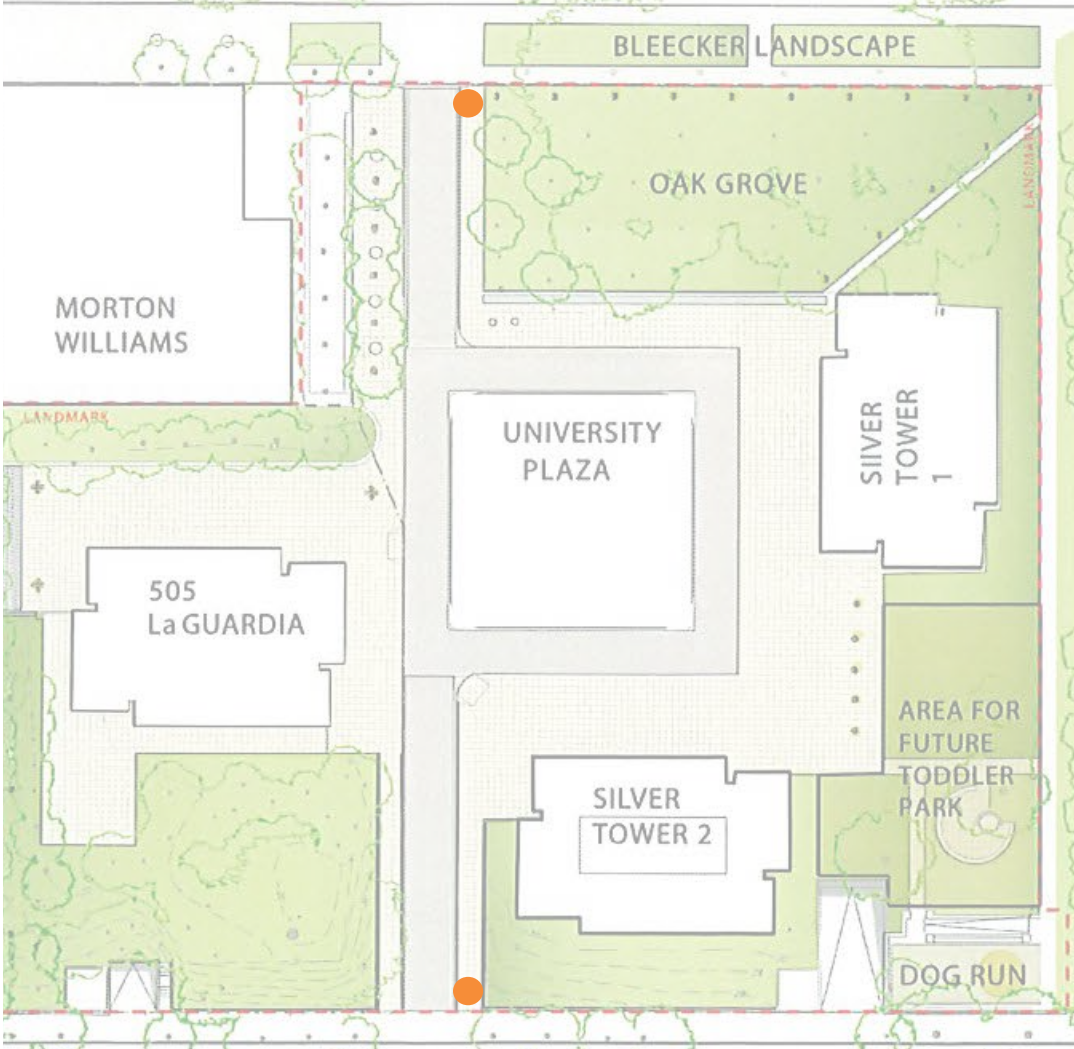 BLEECKER LANDSCAPE
OAK GROVE
LANDMARK
MORTON
WILLIAMS
LANDMARK
UNIVERSITY
PLAZA
SIIVER
TOWER
1
505
La GUARDIA
AREA FOR
FUTURE
TODDLER
PARK
SILVER
TOWER 2
DOG RUN